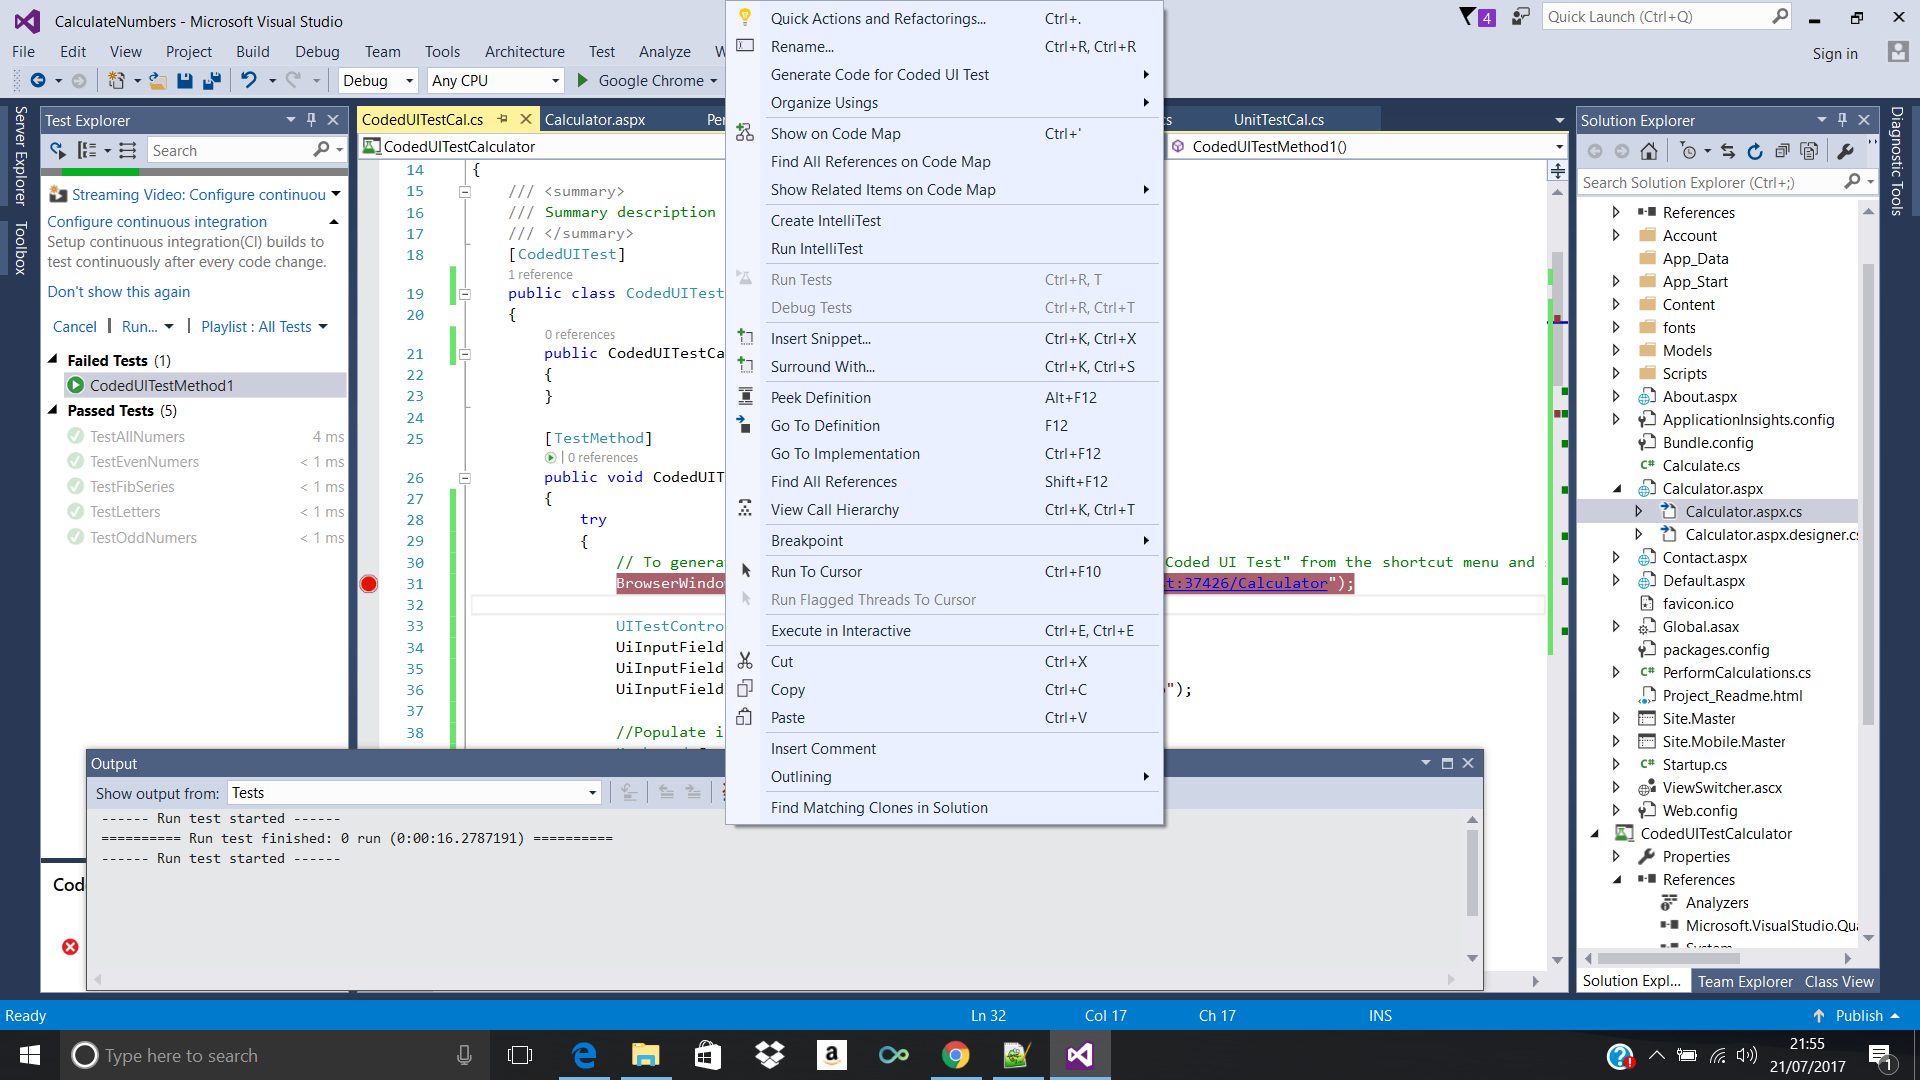 CalculateNumbers - Microsoft Visual Studio
4
Quick Launch (Ctrl+Q)
File Edit View Project Build Debug Team Tools Architecture Test Analyze W
Sign in
Debug
Any CPU
Google Chrome
Server Explorer
Toolbox
Test Explorer
Search
Streaming Video: Configure continuou
Configure continuous integration
Setup continuous integration(CI) builds to
test continuously after every code change.
Don't show this again
Cancel | Run... | Playlist : All Tests
Failed Tests (1)
CodedUITestMethod1
Passed Tests (5)
TestAllNumers 4 ms
TestEvenNumers < 1 ms
TestFibSeries < 1 ms
TestLetters < 1 ms
TestOddNumers < 1 ms
Cod
CodedUITestCal.cs
Calculator.aspx
Per
cs
UnitTestCal.cs
CodedUITestCalculator
CodedUITestMethod1()
14 {
15 /// <summary>
16 /// Summary description
17 /// </summary>
18 [CodedUITest]
1 reference
19 public class CodedUITest
20 {
0 references
21 public CodedUITestCa
22 {
23 }
24
25 [TestMethod]
| 0 references
26 public void CodedUIT
27 {
28 try
29 {
30 // To genera Coded UI Test" from the shortcut menu and s
31 BrowserWindow t:37426/Calculator");
32
33 UITestContro
34 UiInputField
35 UiInputField
36 UiInputField ");
37
38 //Populate i
Quick Actions and Refactorings... Ctrl+.
Rename... Ctrl+R, Ctrl+R
Generate Code for Coded UI Test
Organize Usings
Show on Code Map Ctrl+'
Find All References on Code Map
Show Related Items on Code Map
Create IntelliTest
Run IntelliTest
Run Tests Ctrl+R, T
Debug Tests Ctrl+R, Ctrl+T
Insert Snippet... Ctrl+K, Ctrl+X
Surround With... Ctrl+K, Ctrl+S
Peek Definition Alt+F12
Go To Definition F12
Go To Implementation Ctrl+F12
Find All References Shift+F12
View Call Hierarchy Ctrl+K, Ctrl+T
Breakpoint
Run To Cursor Ctrl+F10
Run Flagged Threads To Cursor
Execute in Interactive Ctrl+E, Ctrl+E
Cut Ctrl+X
Copy Ctrl+C
Paste Ctrl+V
Insert Comment
Outlining
Find Matching Clones in Solution
Output
Show output from: Tests
------ Run test started ------
========== Run test finished: 0 run (0:00:16.2787191) ==========
------ Run test started ------
Solution Explorer
Search Solution Explorer (Ctrl+;)
References
Account
App_Data
App_Start
Content
fonts
Models
Scripts
About.aspx
ApplicationInsights.config
Bundle.config
Calculate.cs
Calculator.aspx
Calculator.aspx.cs
Calculator.aspx.designer.cs
Contact.aspx
Default.aspx
favicon.ico
Global.asax
packages.config
PerformCalculations.cs
Project_Readme.html
Site.Master
Site.Mobile.Master
Startup.cs
ViewSwitcher.ascx
Web.config
CodedUITestCalculator
Properties
References
Analyzers
Microsoft.VisualStudio.Qua
System
Solution Expl... Team Explorer Class View
Diagnostic Tools
Ready Ln 32 Col 17 Ch 17 INS Publish
Type here to search
21:55
21/07/2017
1